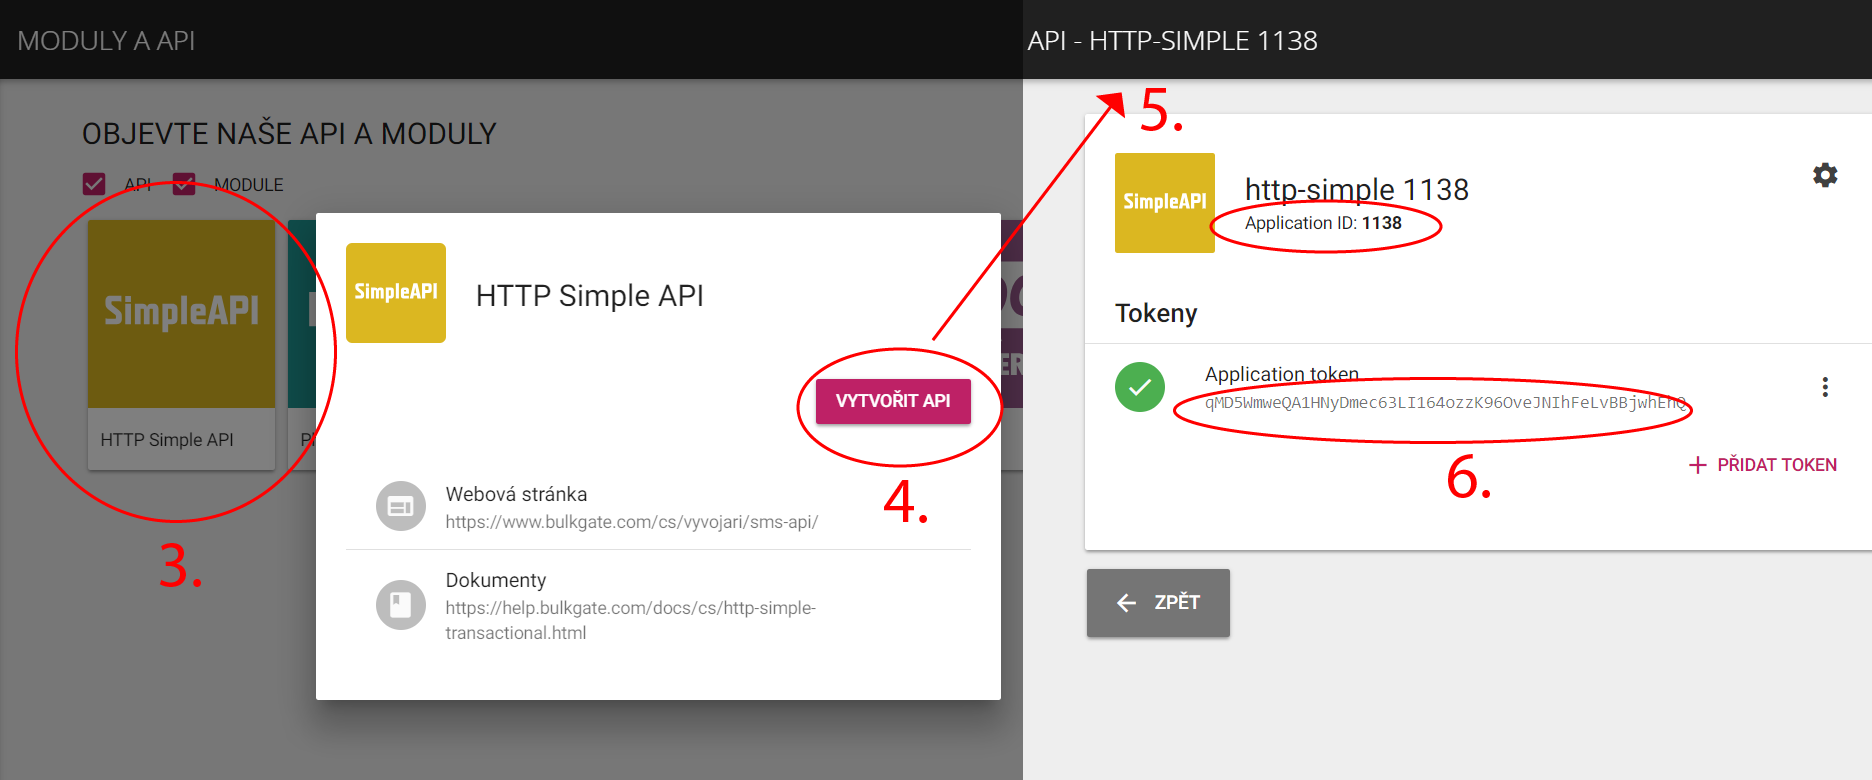 MODULY A API
OBJEVTE NAŠE API A MODULY
API
MODULE
SimpleAPI
HTTP Simple API
3.
SimpleAPI
HTTP Simple API
VYTVOŘIT API
4.
Webová stránka
https://www.bulkgate.com/cs/vyvojari/sms-api/
Dokumenty
https://help.bulkgate.com/docs/cs/http-simple-
transactional.html
API - HTTP-SIMPLE 1138
5.
SimpleAPI
http-simple 1138
Application ID: 1138
Tokeny
Application token
qMD5WmweQA1HNyDmec63LI164ozzK96OveJNIhFeLvBBjwhEhQ
6.
PŘIDAT TOKEN
ZPĚT